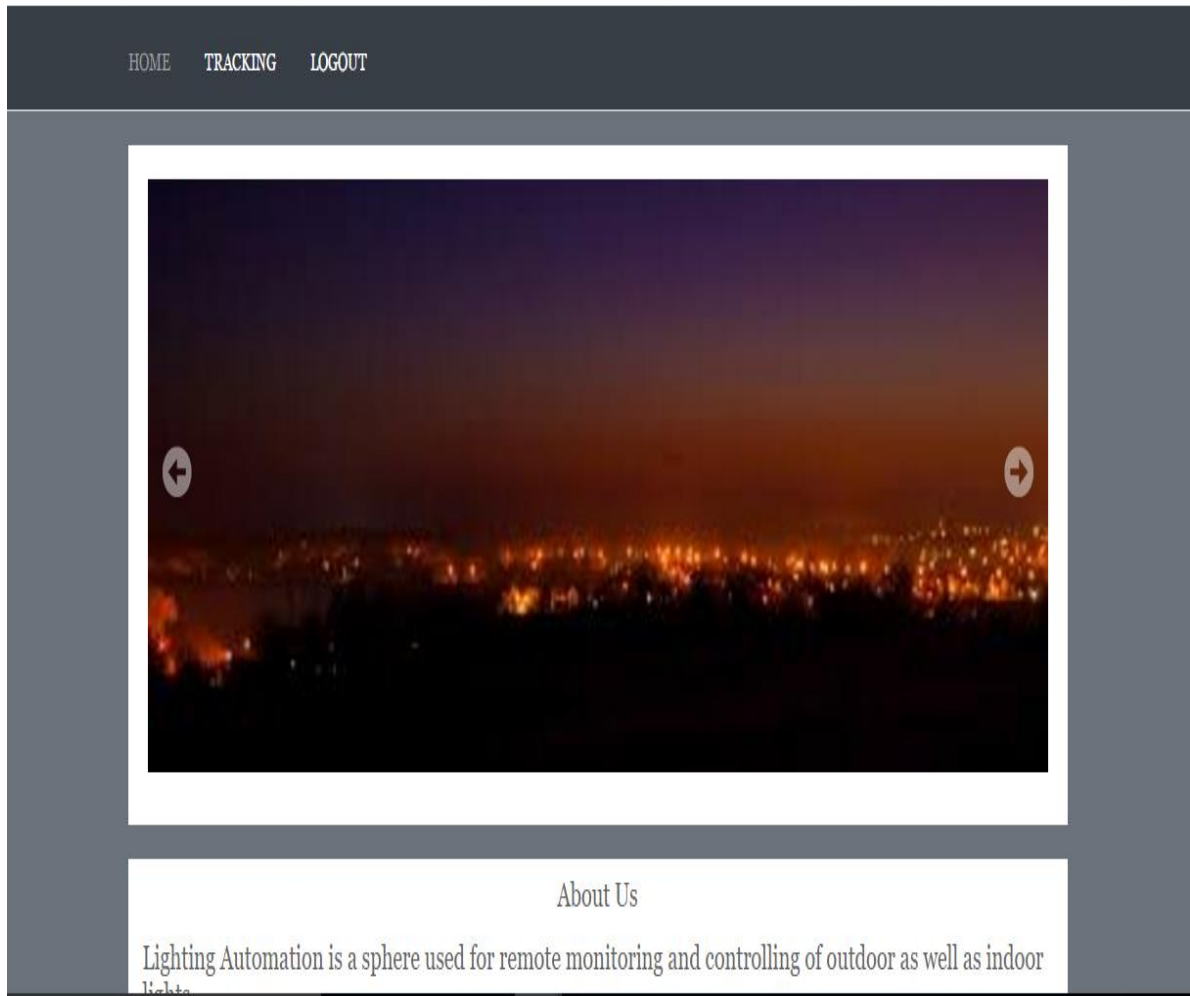 HOME TRACKING LOGOUT
About Us
Lighting Automation is a sphere used for remote monitoring and controlling of outdoor as well as indoor
lights